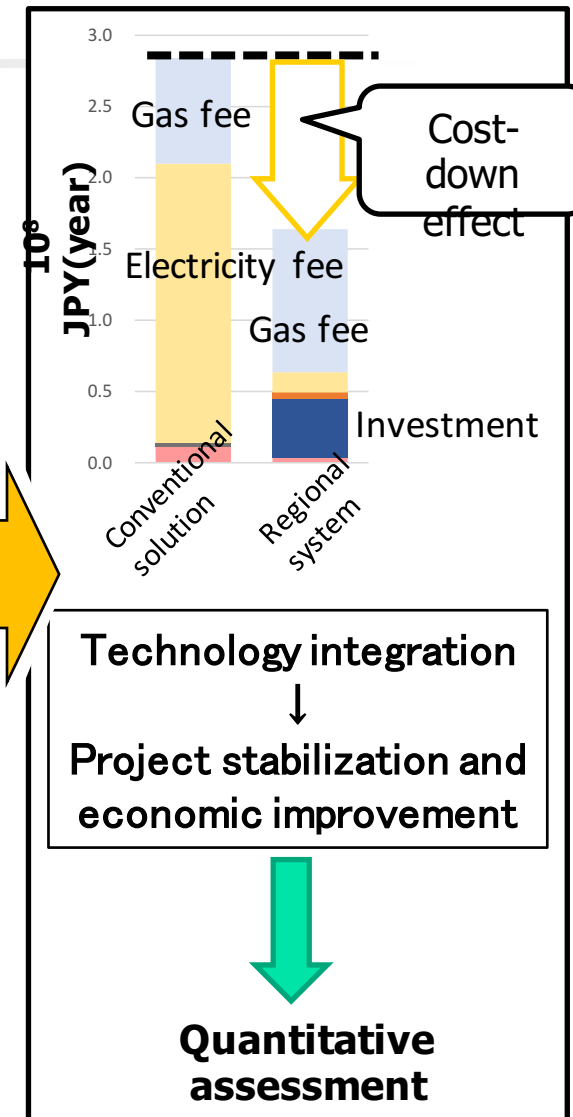 3.0
2.5
2.0
1.5
1.0
0.5
0.0
10⁸
JPY(year)
Gas fee
Cost-
down
effect
Electricity fee
Gas fee
Investment
Conventional
solution
Regional
system
Technology integration
↓
Project stabilization and
economic improvement
Quantitative
assessment